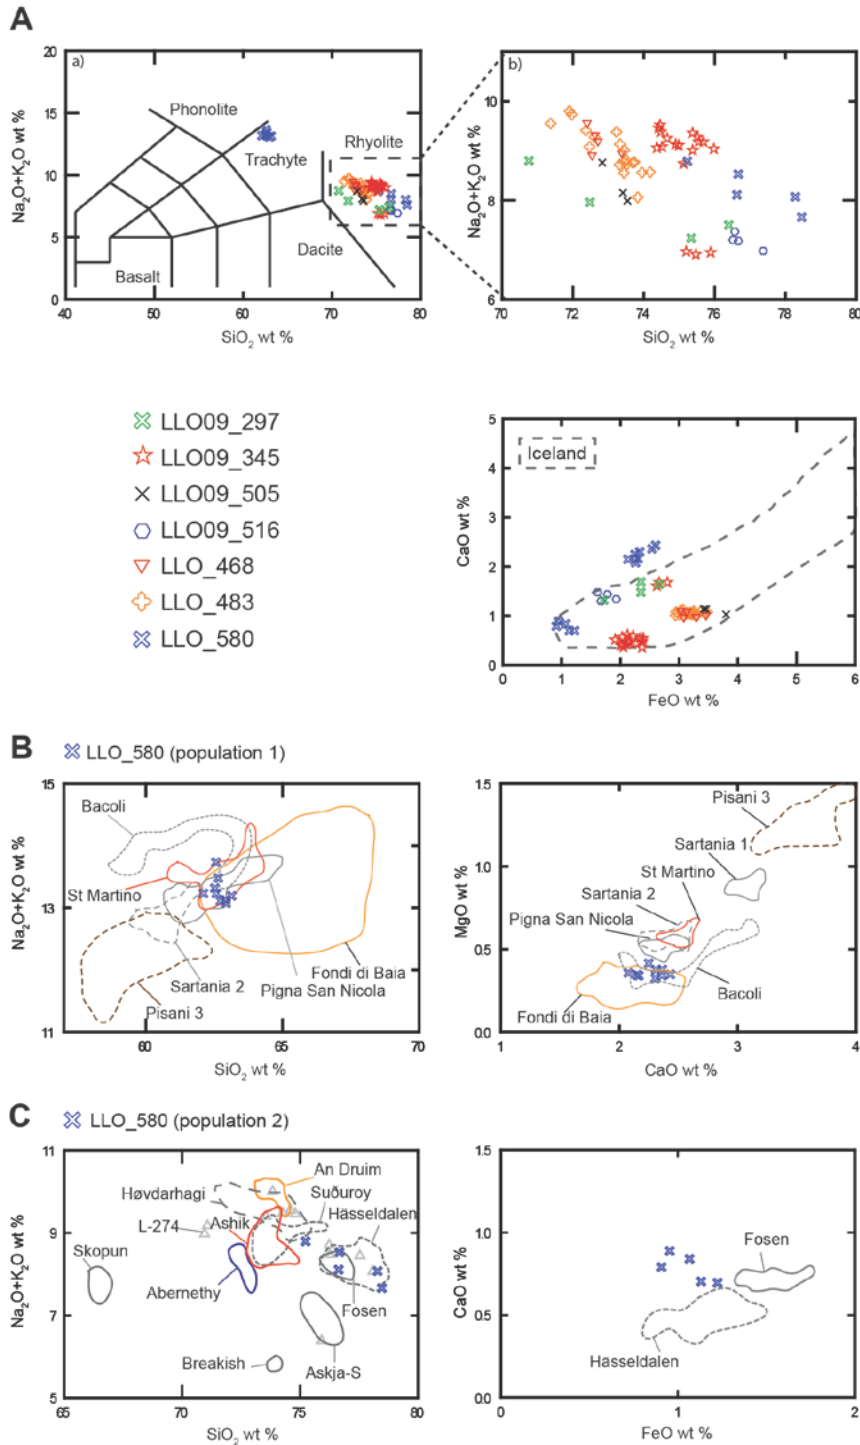 A
a)
20
15
10
5
0
Na2O+K2O wt %
Phonolite
Trachyte
Rhyolite
Dacite
Basalt
40 50 60 70 80
SiO2 wt %
b)
10
8
6
Na2O+K2O wt %
70 72 74 76 78 80
SiO2 wt %
LLO09_297
LLO09_345
LLO09_505
LLO09_516
LLO_468
LLO_483
LLO_580
5
4
3
2
1
0
CaO wt %
Iceland
0 1 2 3 4 5 6
FeO wt %
B
LLO_580 (population 1)
15
13
11
Na2O+K2O wt %
Bacoli
St Martino
Fondi di Baia
Pigna San Nicola
Sartania 2
Pisani 3
60 65 70
SiO2 wt %
1.5
1.0
0.5
0.0
MgO wt %
Pisani 3
Sartania 1
St Martino
Sartania 2
Pigna San Nicola
Bacoli
Fondi di Baia
1 2 3 4
CaO wt %
C
LLO_580 (population 2)
11
9
7
5
Na2O+K2O wt %
An Druim
Høvdarhagi
Suðuroy
Hässeldalen
L-274
Ashik
Skopun
Abernethy
Fosen
Breakish
Askja-S
65 70 75 80
SiO2 wt %
1.5
1.0
0.5
0.0
CaO wt %
Fosen
Hässeldalen
0 1 2
FeO wt %